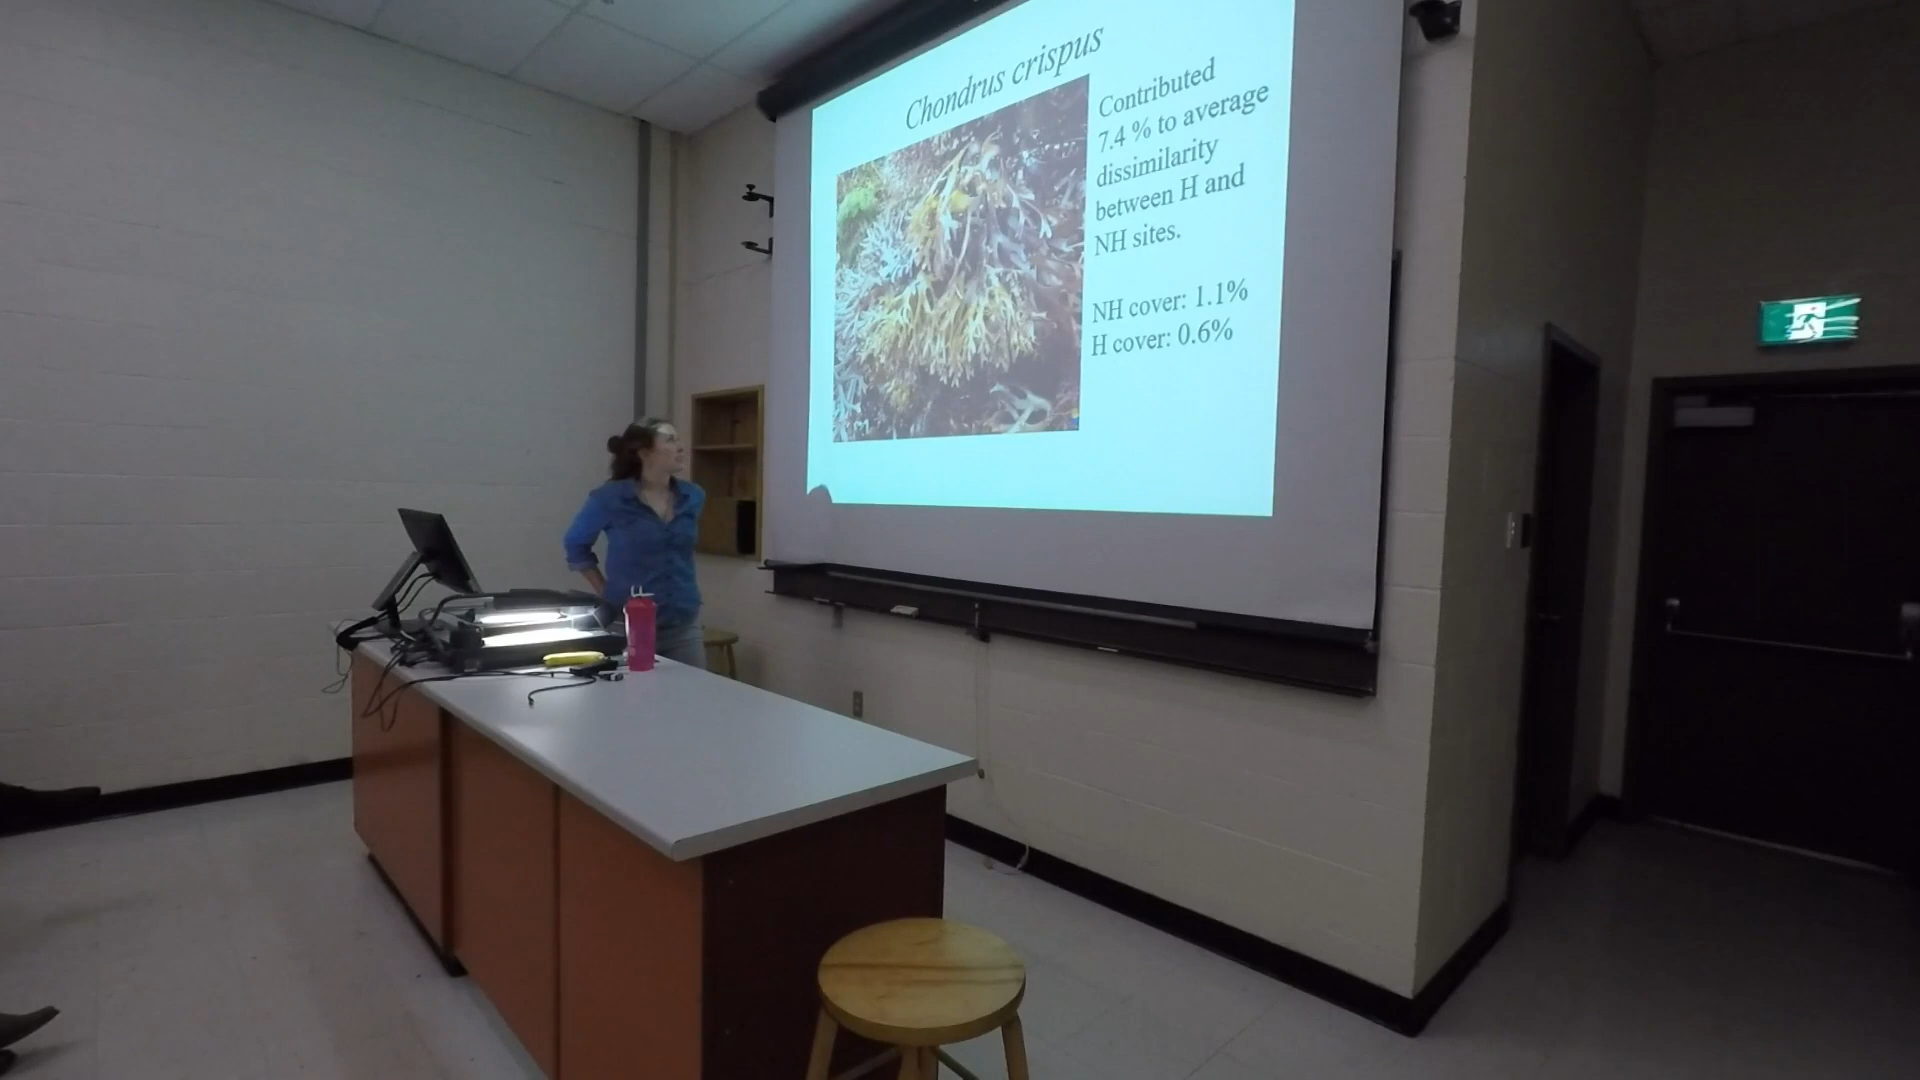 Chondrus crispus
Contributed
7.4 % to average
dissimilarity
between H and
NH sites.
NH cover: 1.1%
H cover: 0.6%